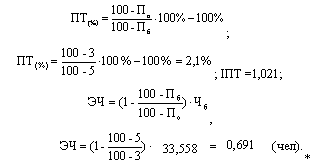 ПТ(%) = (100 - По)/(100 - Пб) ·100% – 100% ;
ПТ(%) = (100 - 3)/(100 - 5) ·100 % – 100% = 2,1% ; ІПТ =1,021;
ЭЧ = (1 - (100 - Пб)/(100 - По)) · Чб ,
ЭЧ = (1- (100 - 5)/(100 - 3)) · 33,558 = 0,691 (чел). *